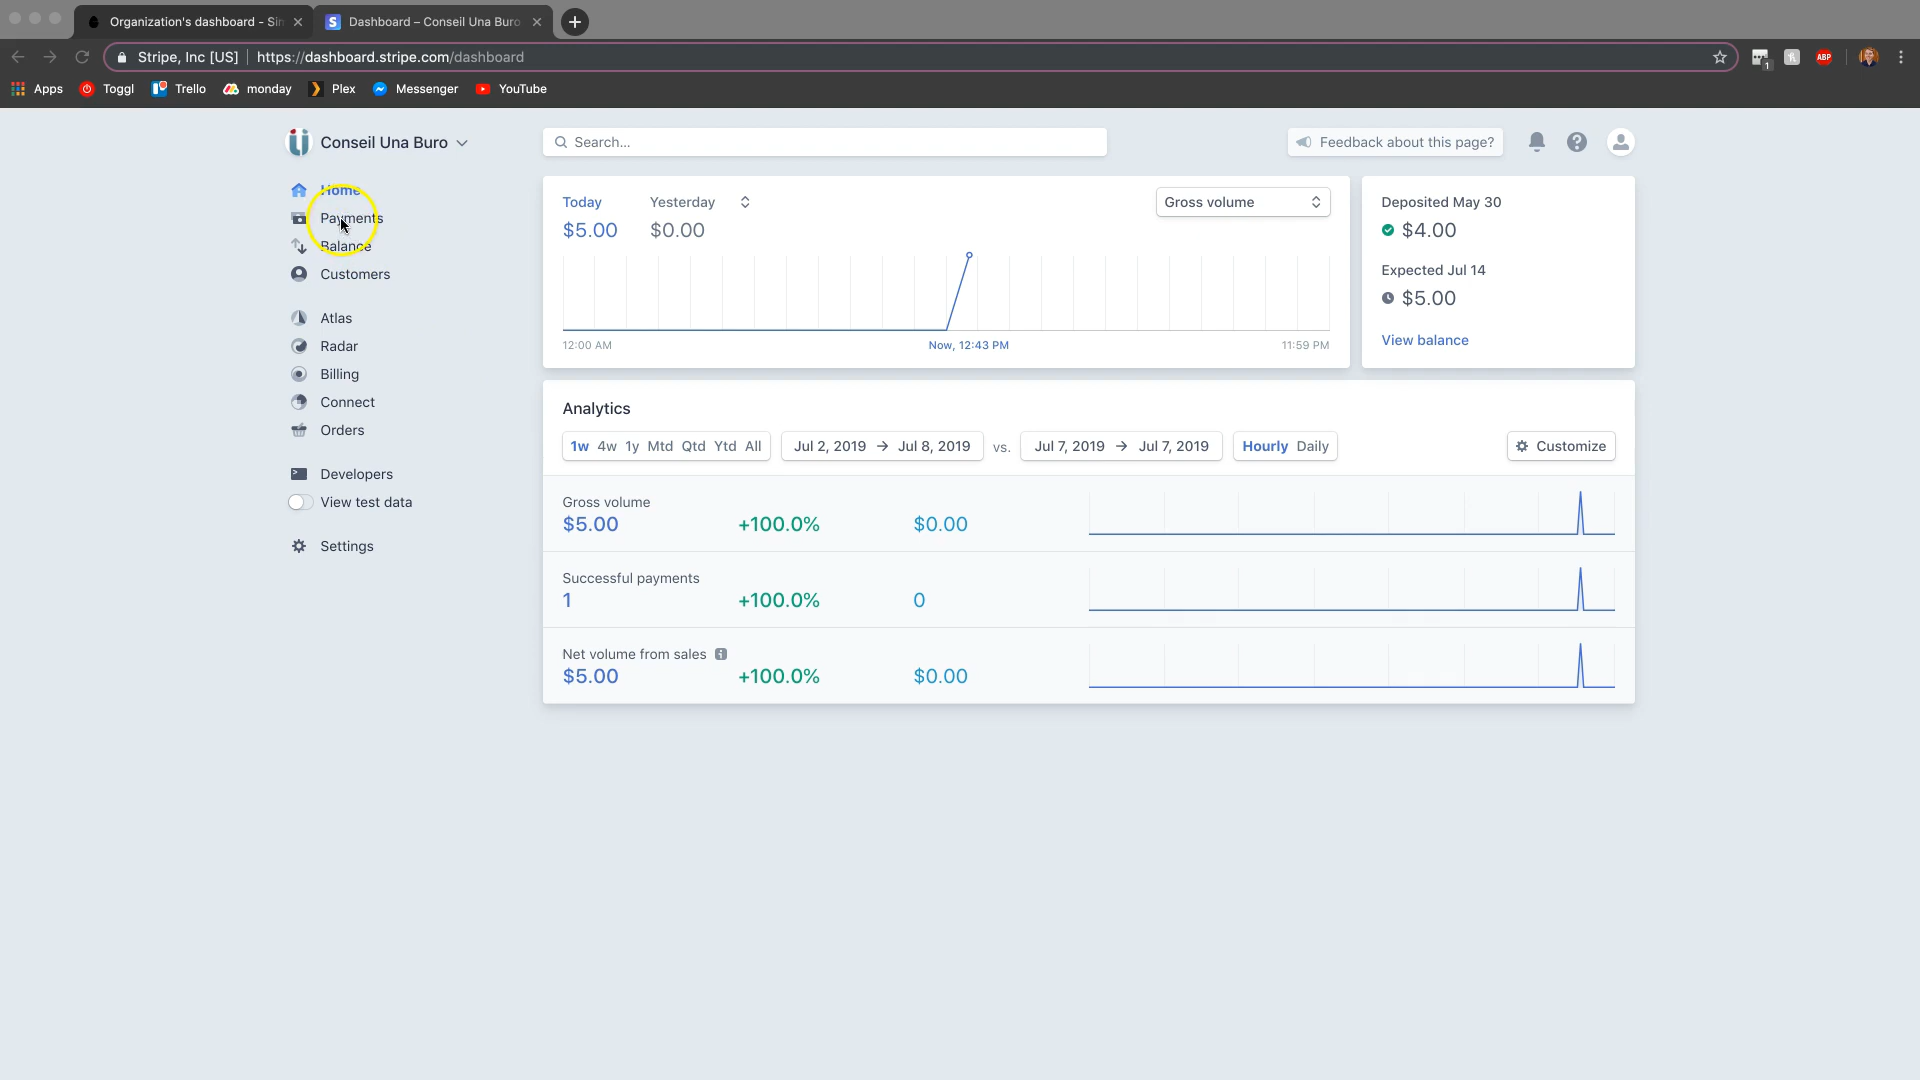 Organization's dashboard - Sin
Dashboard – Conseil Una Buro
Stripe, Inc [US] https://dashboard.stripe.com/dashboard
1
ABP
Apps Toggl Trello monday Plex Messenger YouTube
Conseil Una Buro
Search...
Feedback about this page?
Home
Payments
Balance
Customers
Atlas
Radar
Billing
Connect
Orders
Developers
View test data
Settings
Today Yesterday
$5.00 $0.00
Gross volume
12:00 AM Now, 12:43 PM 11:59 PM
Deposited May 30
$4.00
Expected Jul 14
$5.00
View balance
Analytics
1w 4w 1y Mtd Qtd Ytd All Jul 2, 2019 → Jul 8, 2019 vs. Jul 7, 2019 → Jul 7, 2019 Hourly Daily Customize
Gross volume
$5.00 +100.0% $0.00
Successful payments
1 +100.0% 0
Net volume from sales
$5.00 +100.0% $0.00